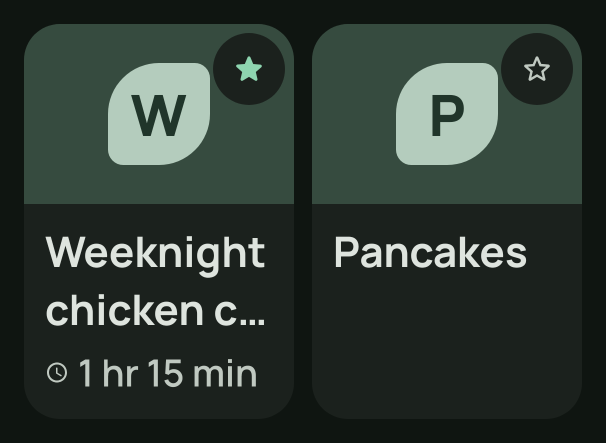 W
Weeknight
chicken c…
1 hr 15 min
P
Pancakes